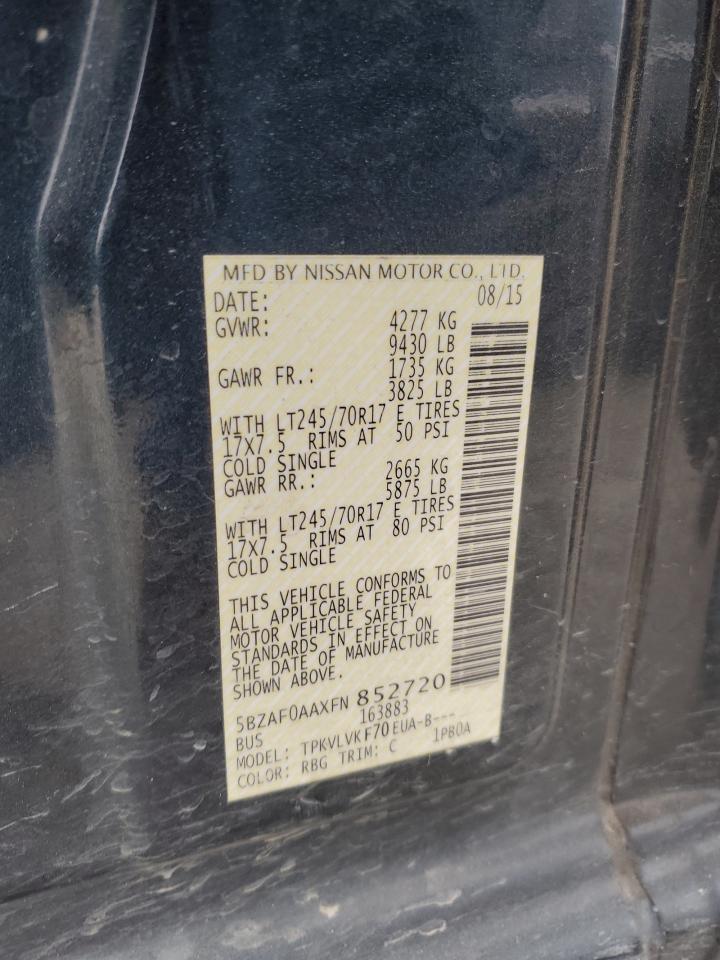 MFD BY NISSAN MOTOR CO., LTD.
DATE: 08/15
GVWR: 4277 KG
9430 LB
GAWR FR.: 1735 KG
3825 LB
WITH LT245/70R17 E TIRES
17X7.5 RIMS AT 50 PSI
COLD SINGLE
GAWR RR.: 2665 KG
5875 LB
WITH LT245/70R17 E TIRES
17X7.5 RIMS AT 80 PSI
COLD SINGLE
THIS VEHICLE CONFORMS TO
ALL APPLICABLE FEDERAL
MOTOR VEHICLE SAFETY
STANDARDS IN EFFECT ON
THE DATE OF MANUFACTURE
SHOWN ABOVE.
5BZAF0AAXFN 852720
BUS 163883
MODEL: TPKVLVKF70EUA-B---
COLOR: RBG TRIM: C 1PB0A